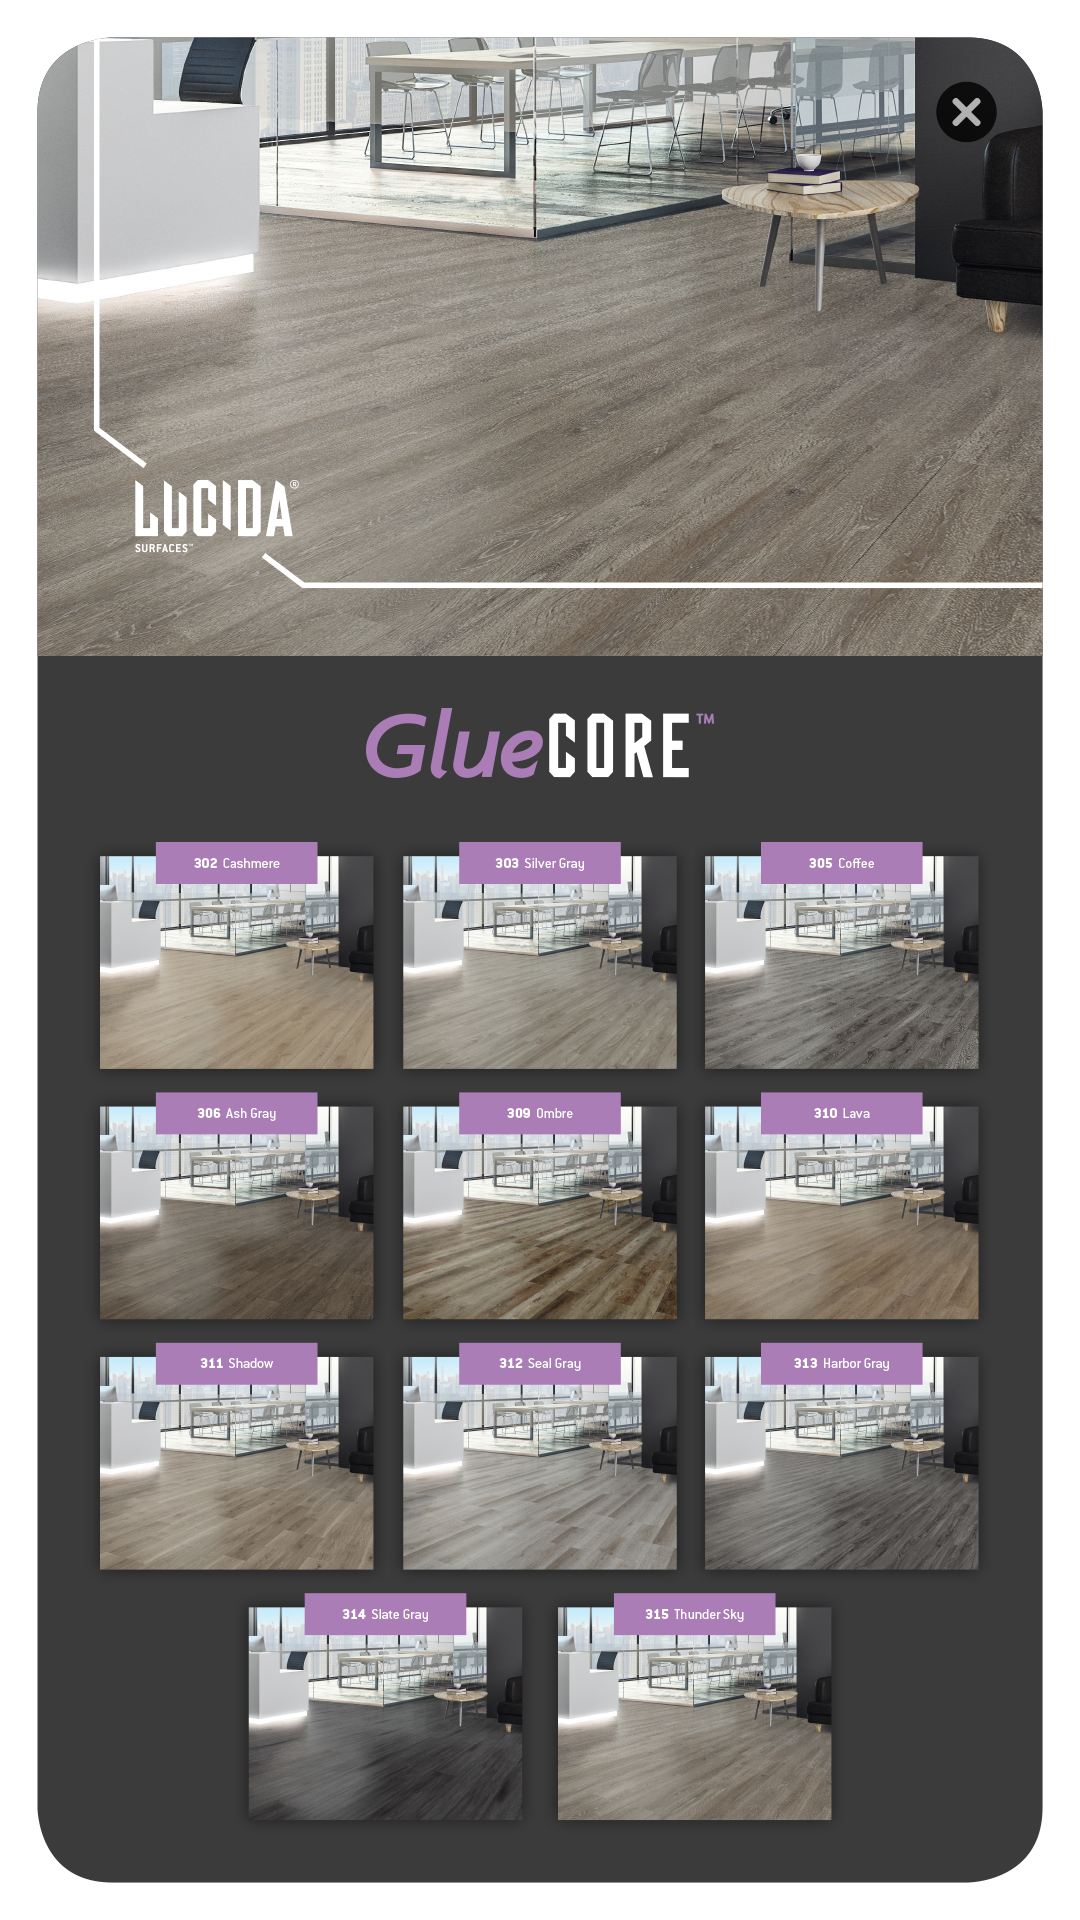 LUCIDA®
SURFACES™
GlueCORE™
302 Cashmere
303 Silver Gray
305 Coffee
306 Ash Gray
309 Ombre
310 Lava
311 Shadow
312 Seal Gray
313 Harbor Gray
314 Slate Gray
315 Thunder Sky